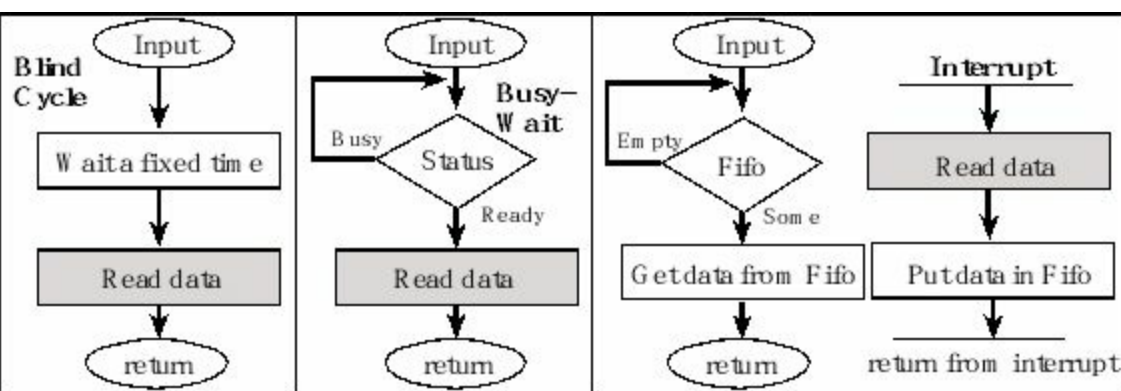 Input
Blind
Cycle
Wait a fixed time
Read data
return
Input
Busy-
Wait
Busy
Status
Ready
Read data
return
Input
Empty
Fifo
Some
Get data from Fifo
return
Interrupt
Read data
Put data in Fifo
return from interrupt